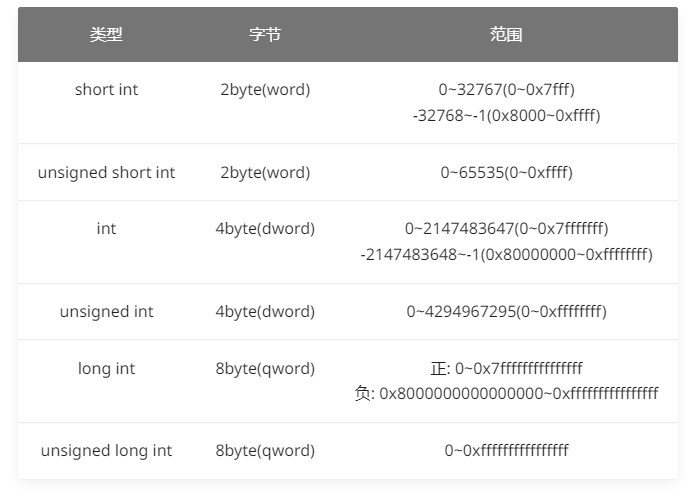 类型 字节 范围
short int 2byte(word) 0~32767(0~0x7fff)
-32768~-1(0x8000~0xffff)
unsigned short int 2byte(word) 0~65535(0~0xffff)
int 4byte(dword) 0~2147483647(0~0x7fffffff)
-2147483648~-1(0x80000000~0xffffffff)
unsigned int 4byte(dword) 0~4294967295(0~0xffffffff)
long int 8byte(qword) 正: 0~0x7fffffffffffffff
负: 0x8000000000000000~0xffffffffffffffff
unsigned long int 8byte(qword) 0~0xffffffffffffffff